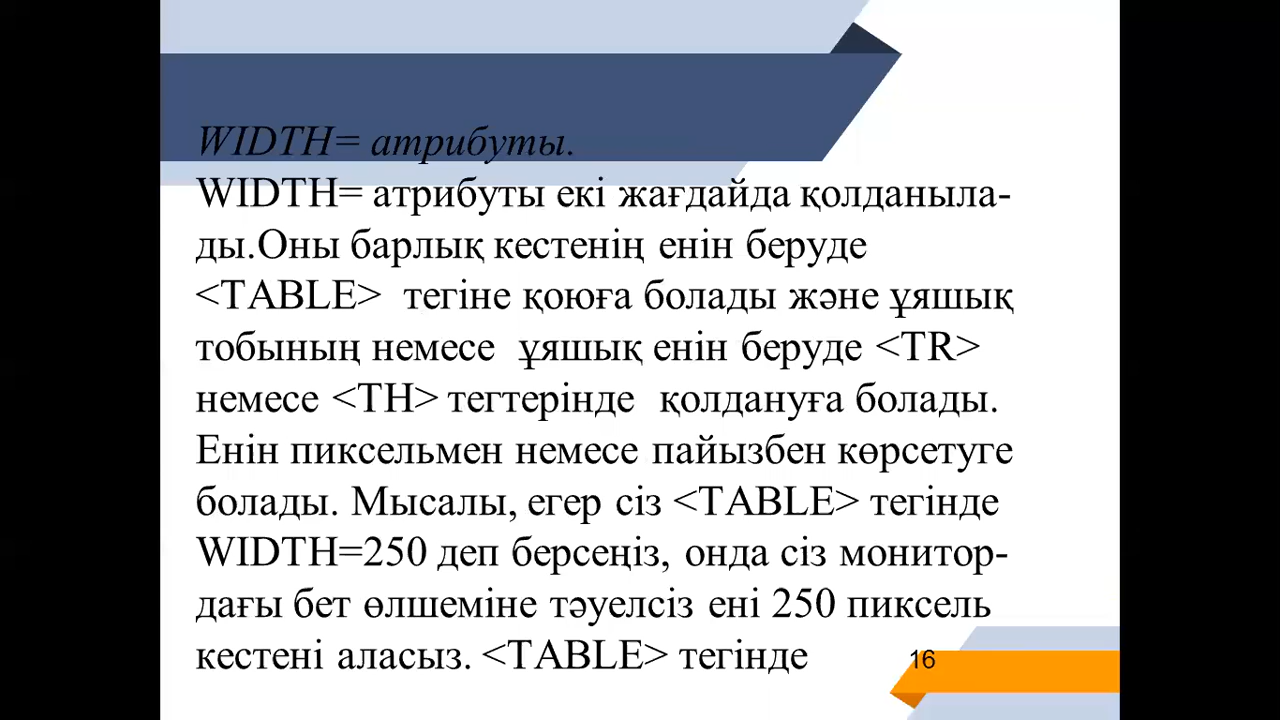 WIDTH= атрибуты.
WIDTH= атрибуты екі жағдайда қолданыла-
ды.Оны барлық кестенің енін беруде
<TABLE> тегіне қоюға болады және ұяшық
тобының немесе ұяшық енін беруде <TR>
немесе <TH> тегтерінде қолдануға болады.
Енін пиксельмен немесе пайызбен көрсетуге
болады. Мысалы, егер сіз <TABLE> тегінде
WIDTH=250 деп берсеңіз, онда сіз монитор-
дағы бет өлшеміне тәуелсіз ені 250 пиксель
кестені аласыз. <TABLE> тегінде
16